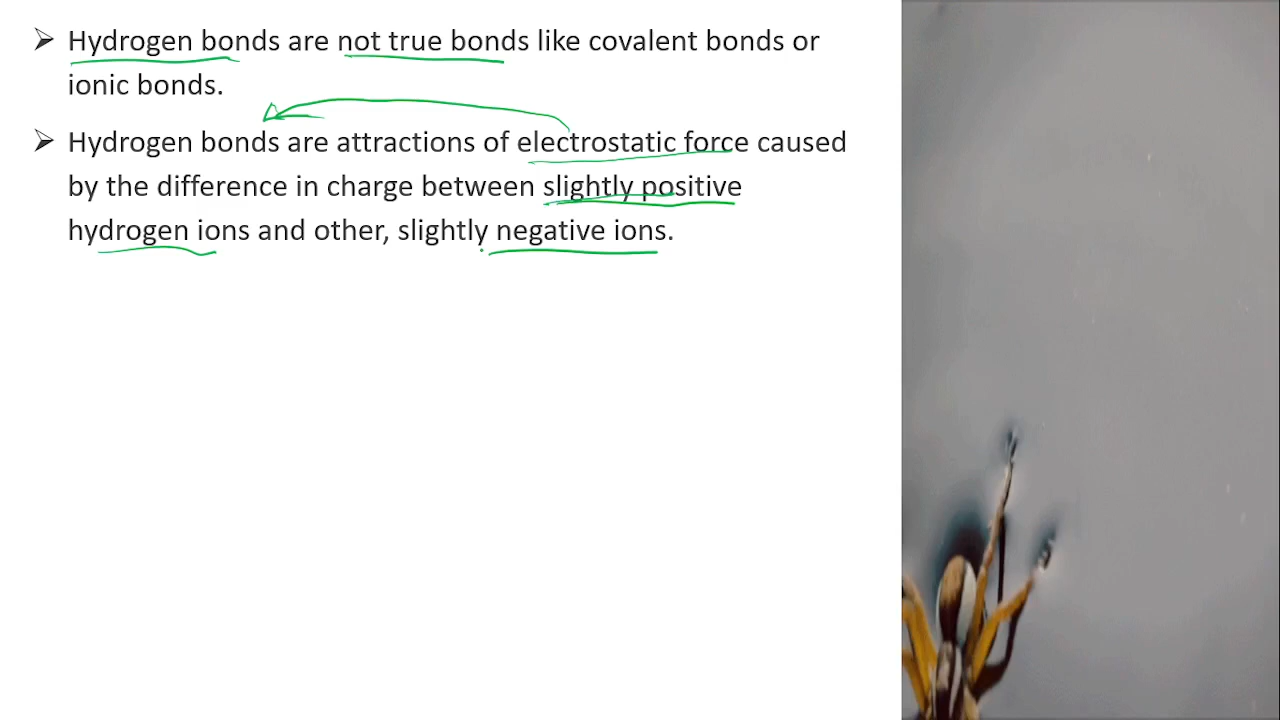 ➢ Hydrogen bonds are not true bonds like covalent bonds or
ionic bonds.
➢ Hydrogen bonds are attractions of electrostatic force caused
by the difference in charge between slightly positive
hydrogen ions and other, slightly negative ions.